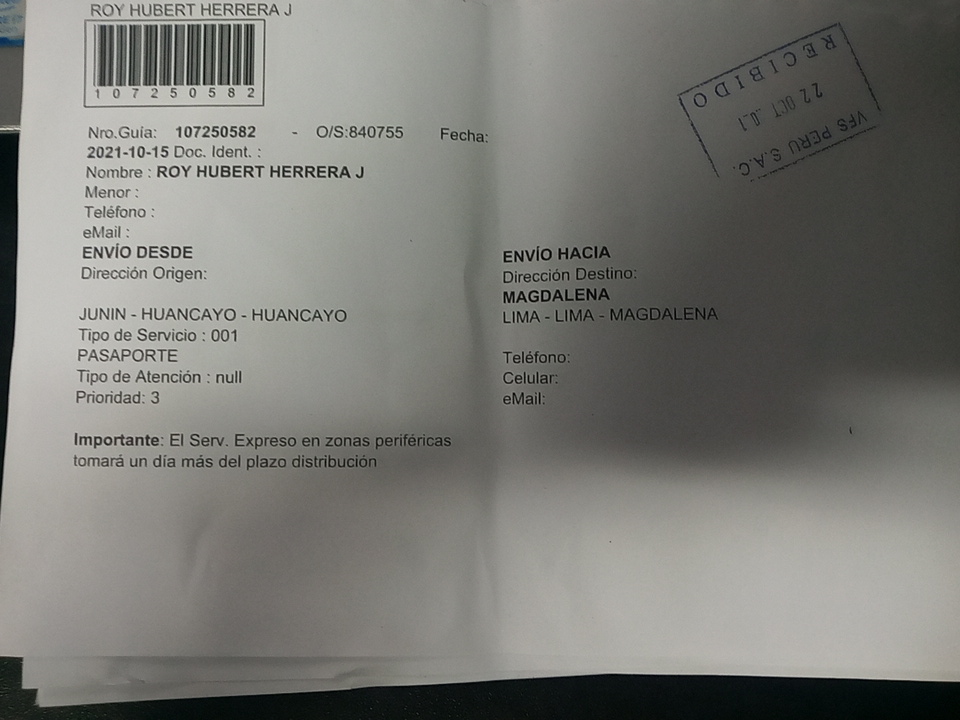 ROY HUBERT HERRERA J
107250582
Nro.Guía: 107250582 - O/S:840755 Fecha:
2021-10-15 Doc. Ident. :
Nombre : ROY HUBERT HERRERA J
Menor :
Teléfono :
eMail :
ENVÍO DESDE
Dirección Origen:
JUNIN - HUANCAYO - HUANCAYO
Tipo de Servicio : 001
PASAPORTE
Tipo de Atención : null
Prioridad: 3
Importante: El Serv. Expreso en zonas periféricas
tomará un día más del plazo distribución
ENVÍO HACIA
Dirección Destino:
MAGDALENA
LIMA - LIMA - MAGDALENA
Teléfono:
Celular:
eMail:
VFS PERU S.A.C.
22 OT
RECIBIDO